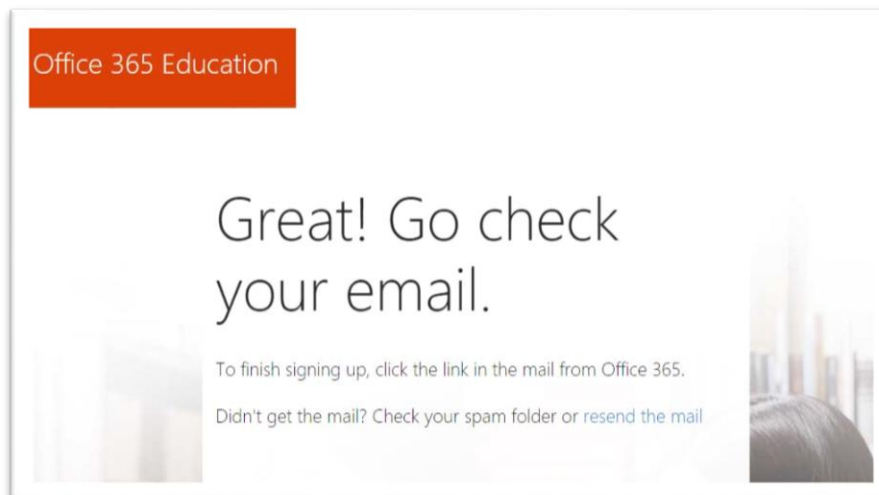 Office 365 Education
Great! Go check
your email.
To finish signing up, click the link in the mail from Office 365.
Didn't get the mail? Check your spam folder or resend the mail